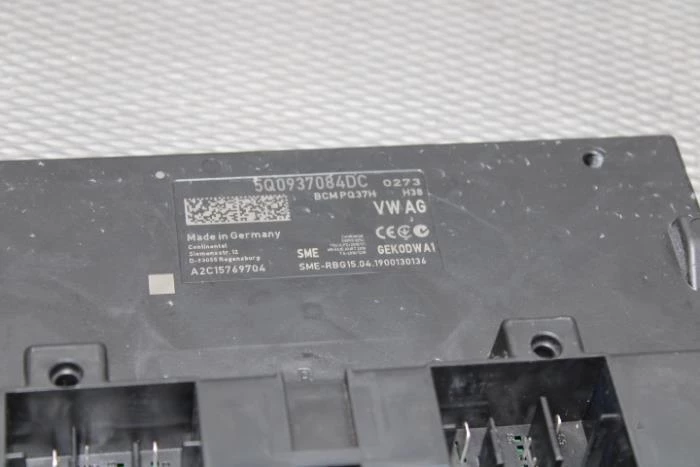 5Q0937084DC 0273
BCM PQ37H H38
VW AG
Made in Germany
Continental
Siemensstr. 12
D-93055 Regensburg
SME
GEK0DWA1
A2C15769704 SME-RBG15.04.1900130136